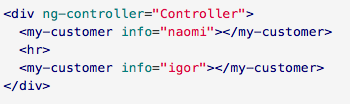 <div ng-controller="Controller">
  <my-customer info="naomi"></my-customer>
  <hr>
  <my-customer info="igor"></my-customer>
</div>